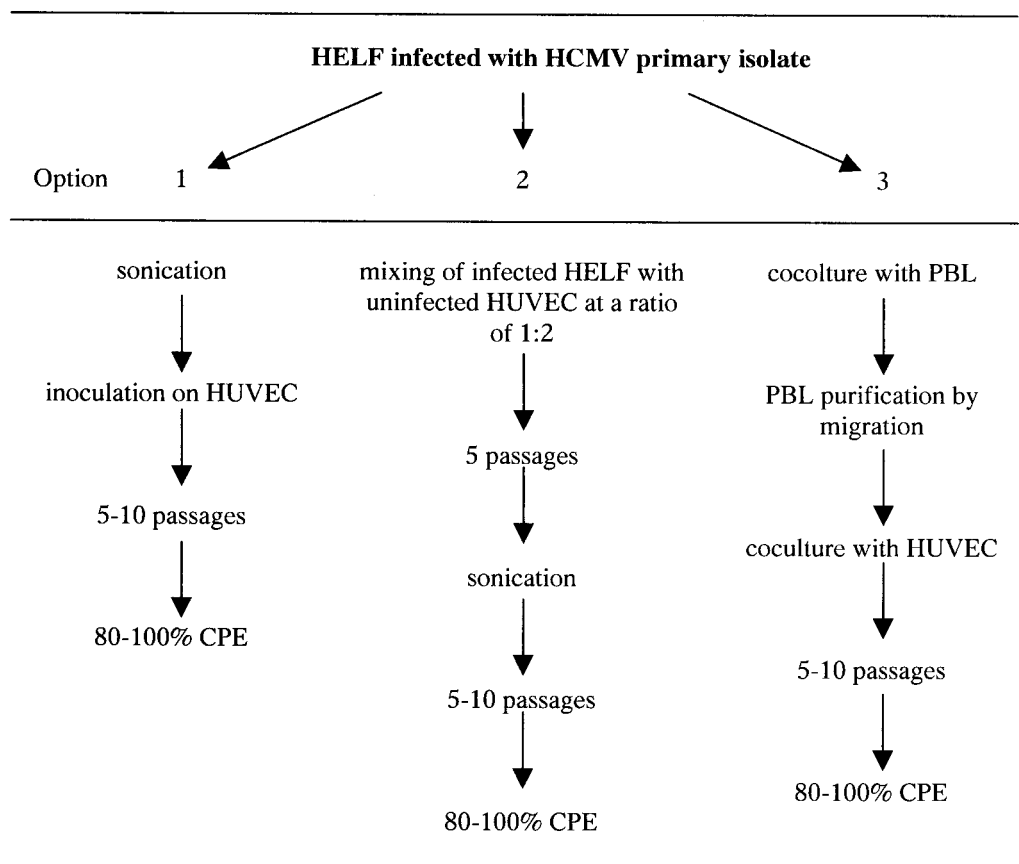 HELF infected with HCMV primary isolate
Option 1 2 3
sonication
inoculation on HUVEC
5-10 passages
80-100% CPE
mixing of infected HELF with
uninfected HUVEC at a ratio
of 1:2
5 passages
sonication
5-10 passages
80-100% CPE
cocolture with PBL
PBL purification by
migration
coculture with HUVEC
5-10 passages
80-100% CPE